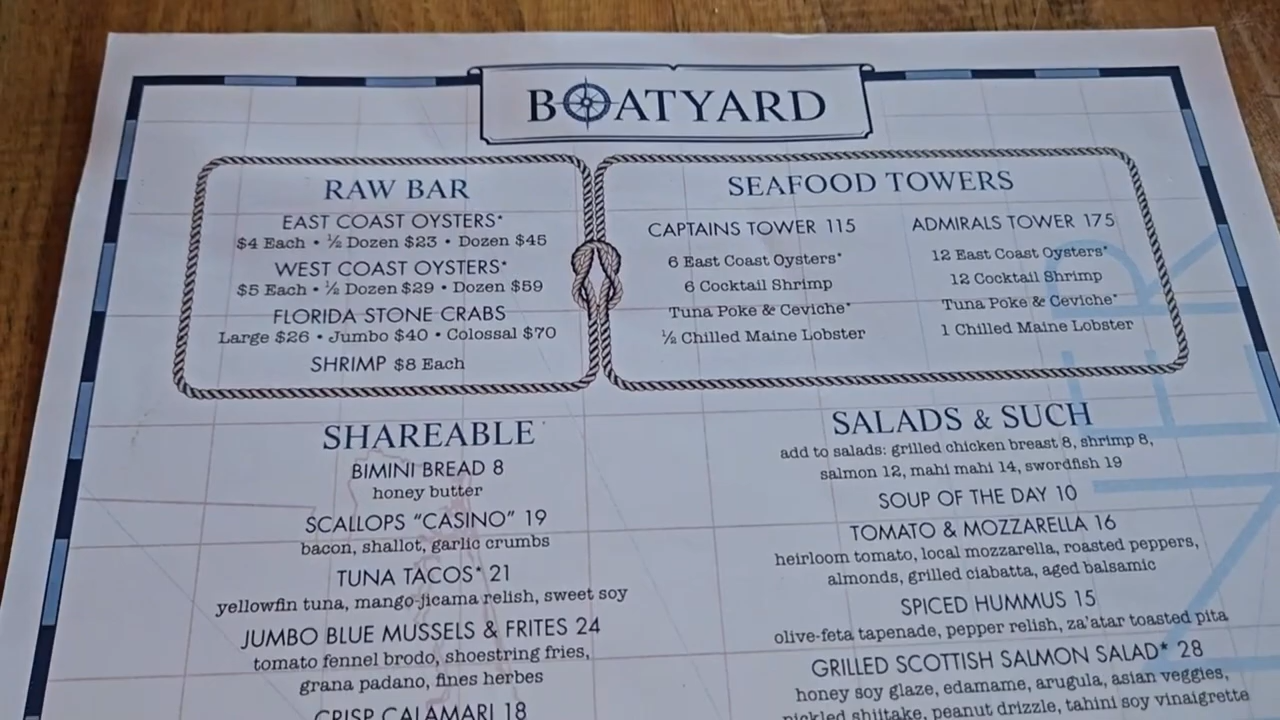 BOATYARD
RAW BAR
EAST COAST OYSTERS*
$4 Each • ½ Dozen $23 • Dozen $45
WEST COAST OYSTERS*
$5 Each • ½ Dozen $29 • Dozen $59
FLORIDA STONE CRABS
Large $26 • Jumbo $40 • Colossal $70
SHRIMP $8 Each
SEAFOOD TOWERS
CAPTAINS TOWER 115
6 East Coast Oysters*
6 Cocktail Shrimp
Tuna Poke & Ceviche*
½ Chilled Maine Lobster
ADMIRALS TOWER 175
12 East Coast Oysters*
12 Cocktail Shrimp
Tuna Poke & Ceviche*
1 Chilled Maine Lobster
SHAREABLE
BIMINI BREAD 8
honey butter
SCALLOPS “CASINO” 19
bacon, shallot, garlic crumbs
TUNA TACOS* 21
yellowfin tuna, mango-jicama relish, sweet soy
JUMBO BLUE MUSSELS & FRITES 24
tomato fennel brodo, shoestring fries,
grana padano, fines herbes
CRISP CALAMARI 18
SALADS & SUCH
add to salads: grilled chicken breast 8, shrimp 8,
salmon 12, mahi mahi 14, swordfish 19
SOUP OF THE DAY 10
TOMATO & MOZZARELLA 16
heirloom tomato, local mozzarella, roasted peppers,
almonds, grilled ciabatta, aged balsamic
SPICED HUMMUS 15
olive-feta tapenade, pepper relish, za'atar toasted pita
GRILLED SCOTTISH SALMON SALAD* 28
honey soy glaze, edamame, arugula, asian veggies,
pickled shiitake, peanut drizzle, tahini soy vinaigrette